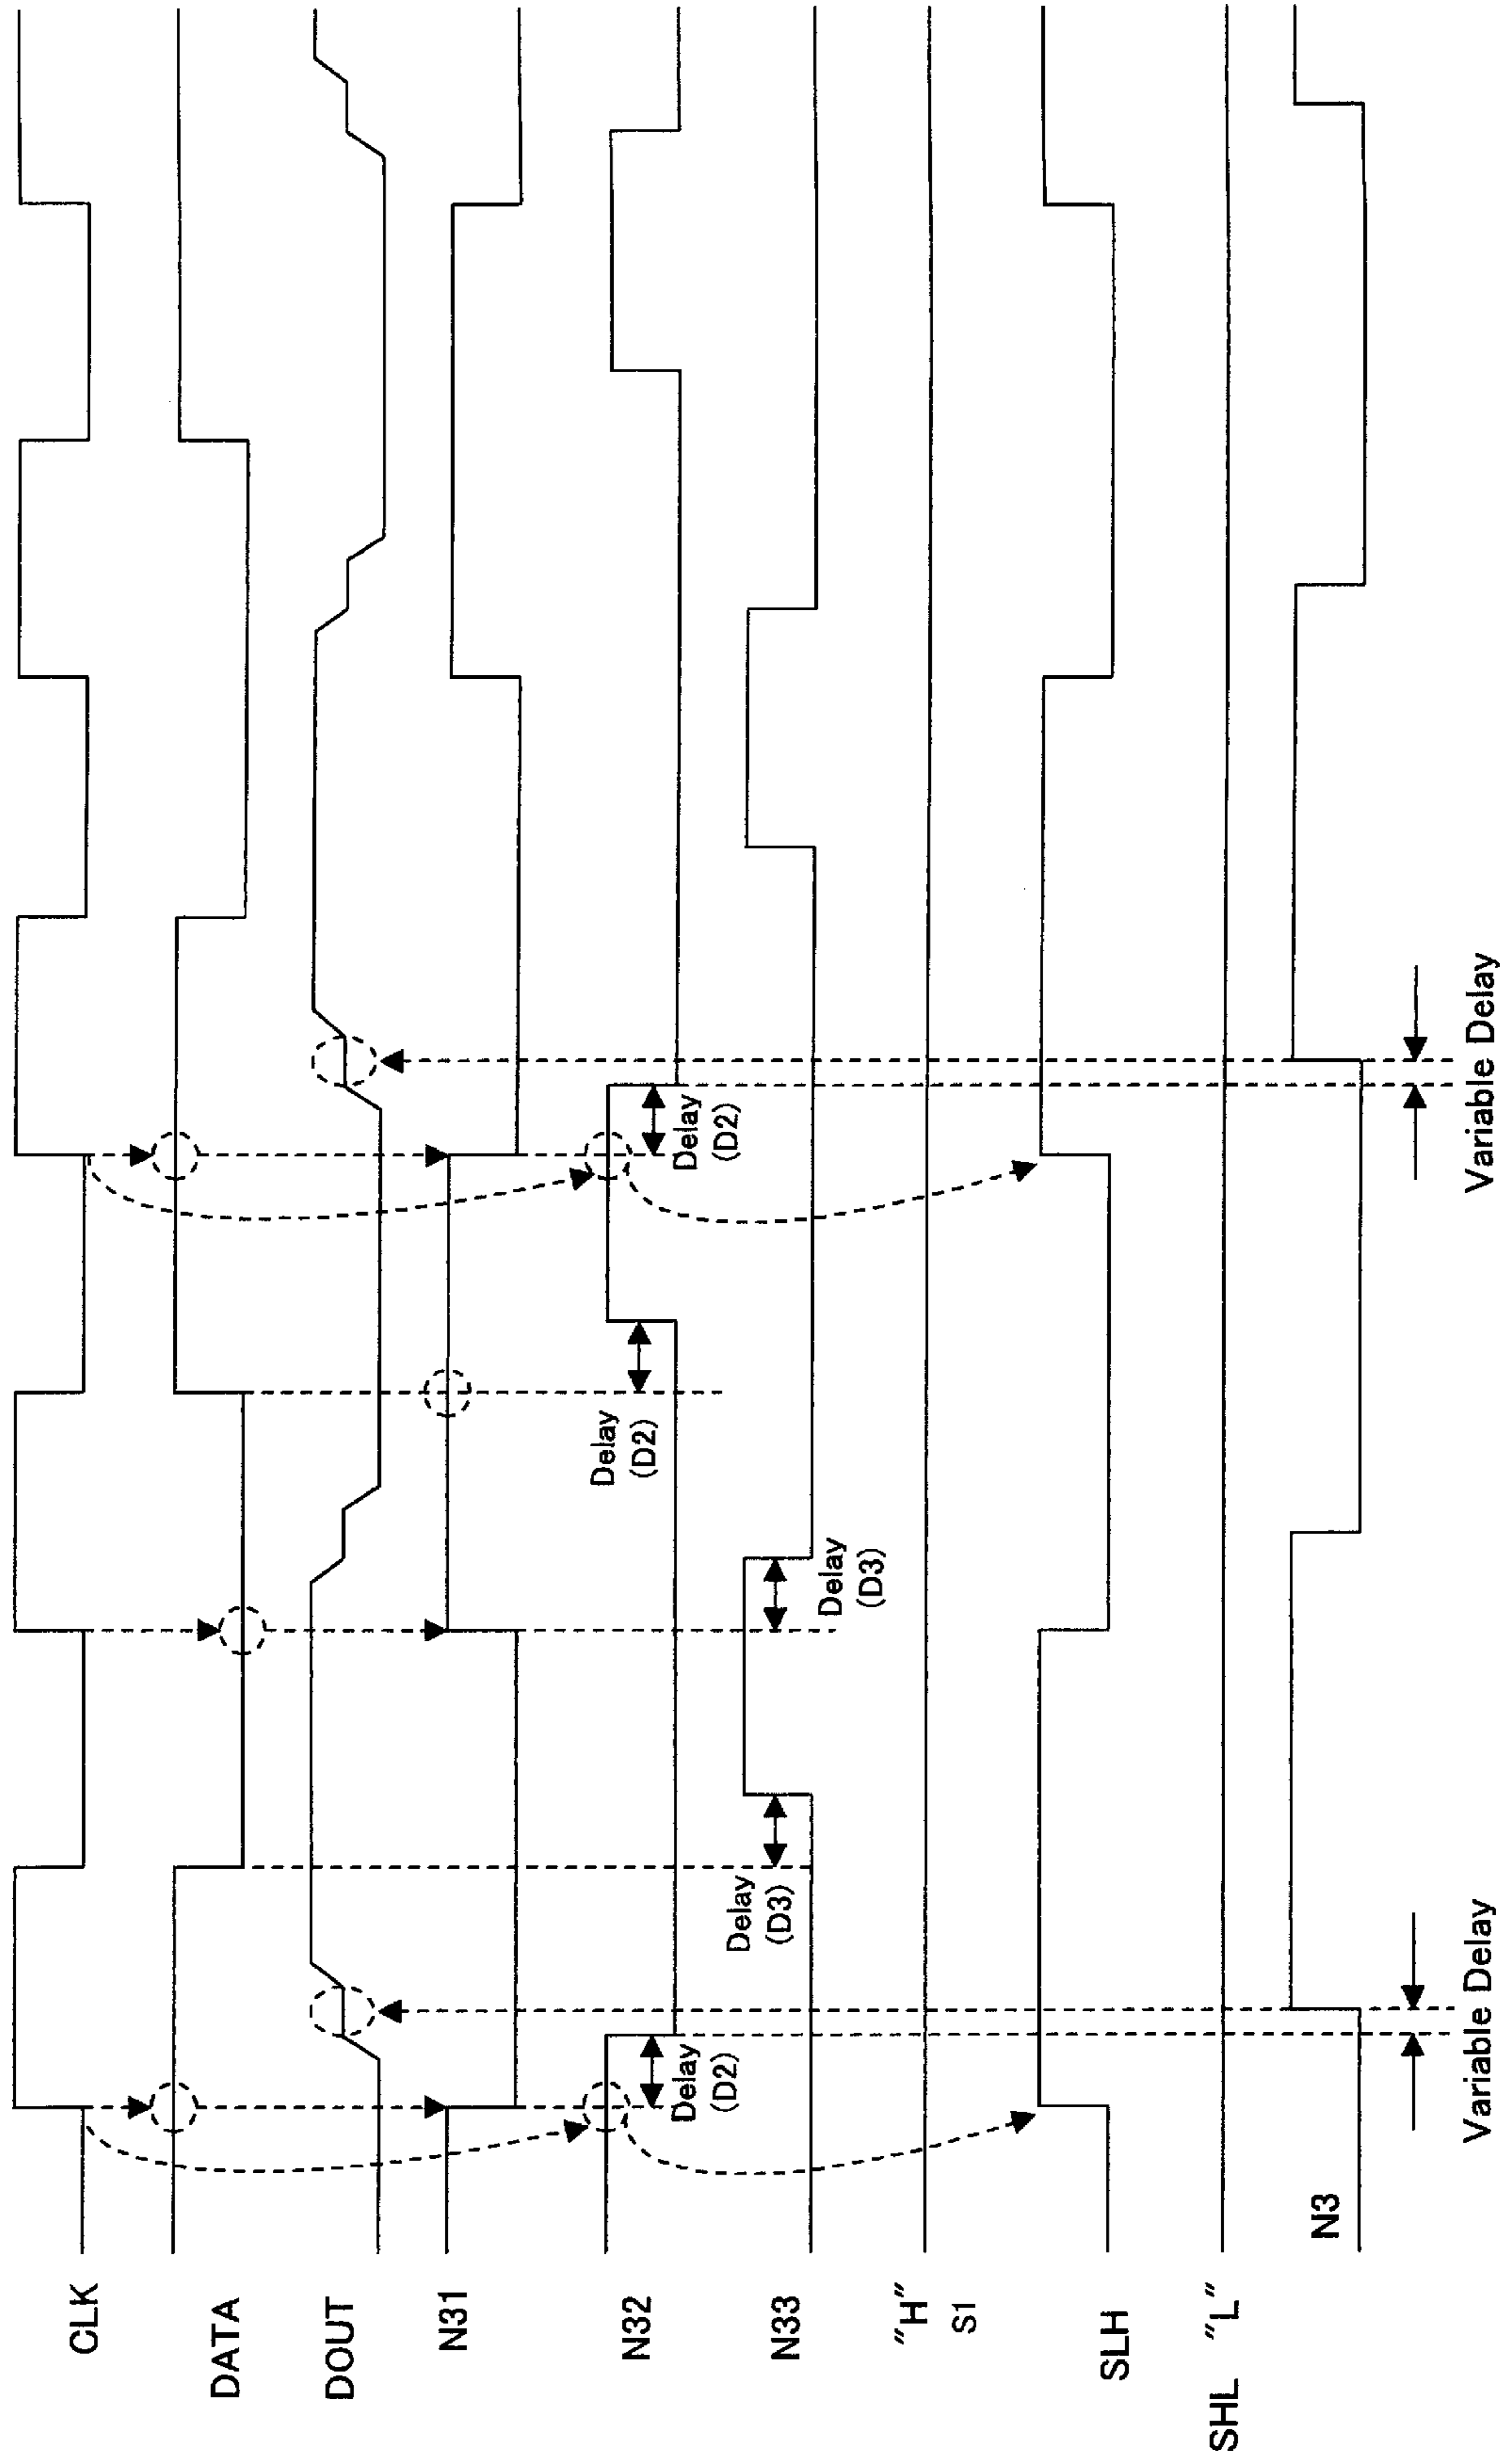 CLK
DATA
DOUT
N31
N32
N33
"H"
S1
SLH
SHL "L"
N3
Delay
(D2)
Delay
(D3)
Delay
(D3)
Delay
(D2)
Delay
(D2)
Variable Delay
Variable Delay